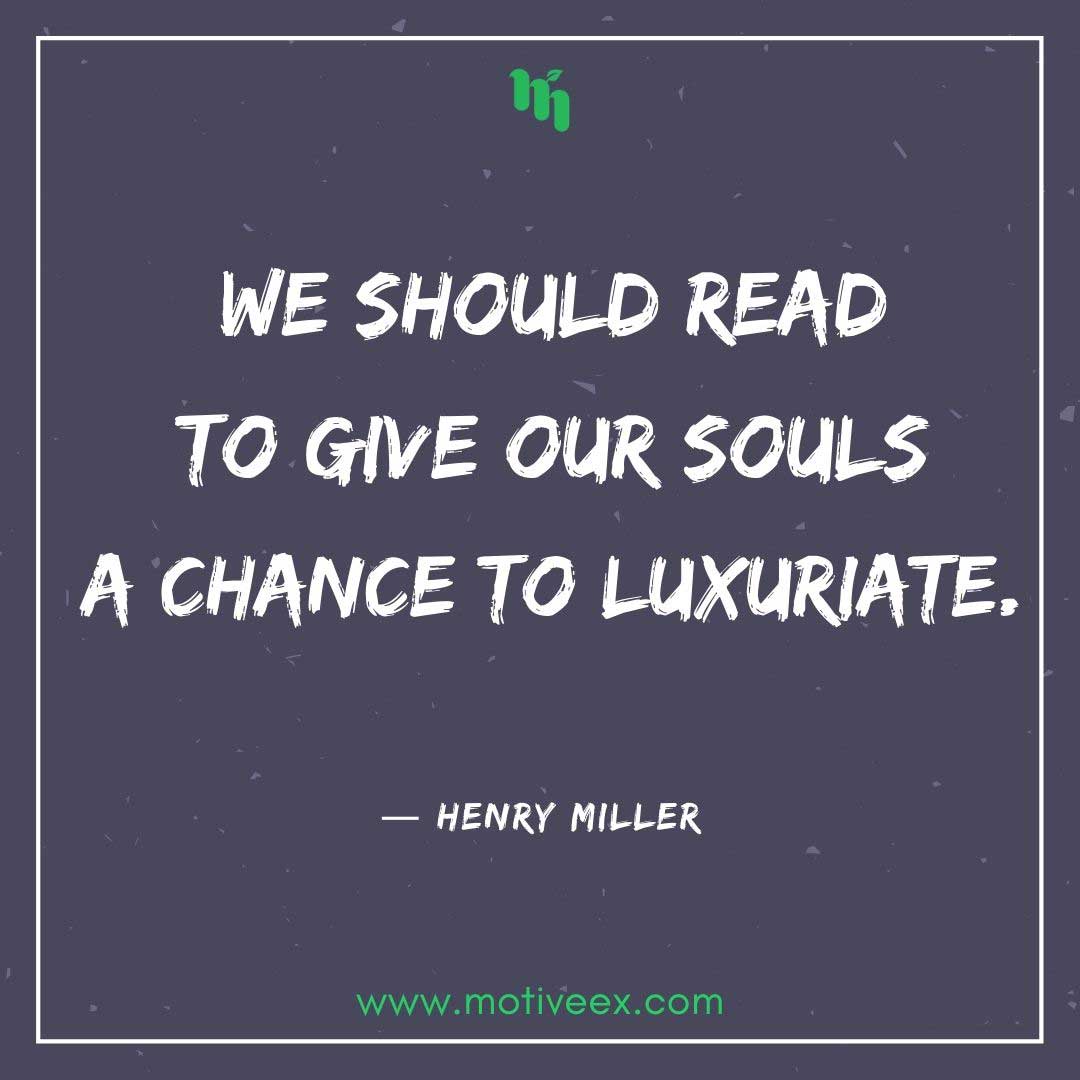 WE SHOULD READ
TO GIVE OUR SOULS
A CHANCE TO LUXURIATE.
— HENRY MILLER
www.motiveex.com